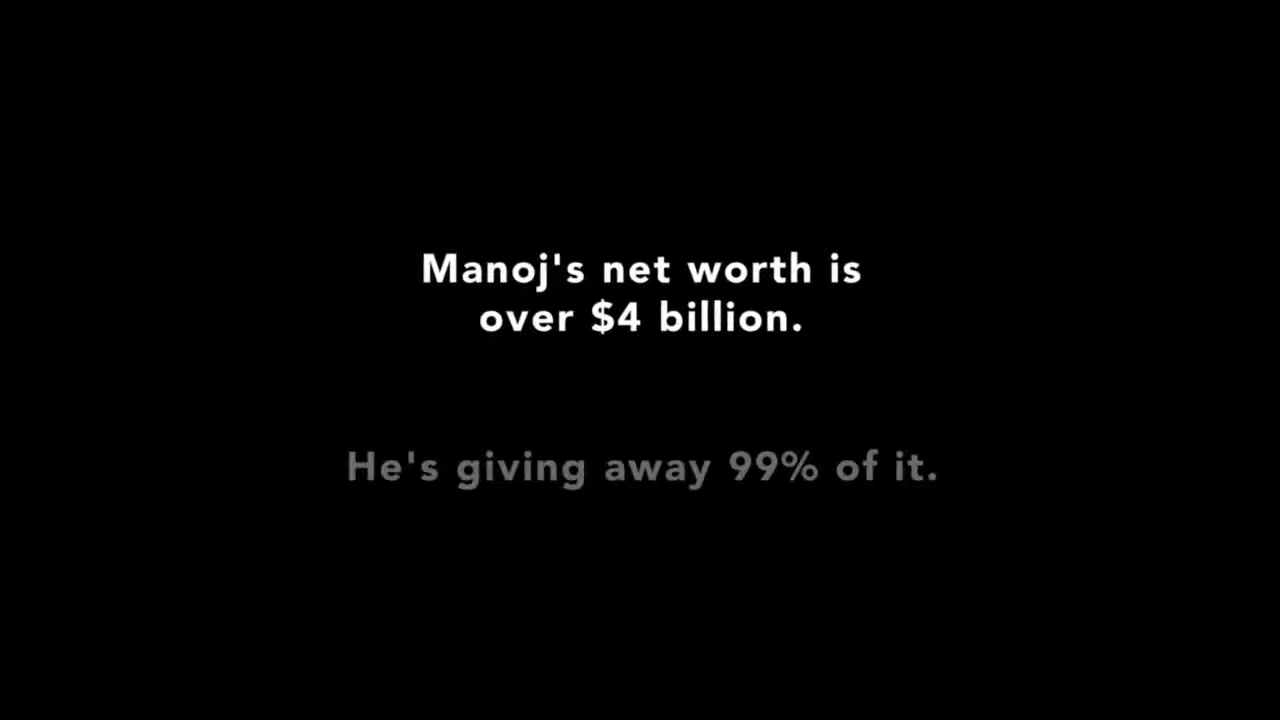 Manoj's net worth is
over $4 billion.
He's giving away 99% of it.